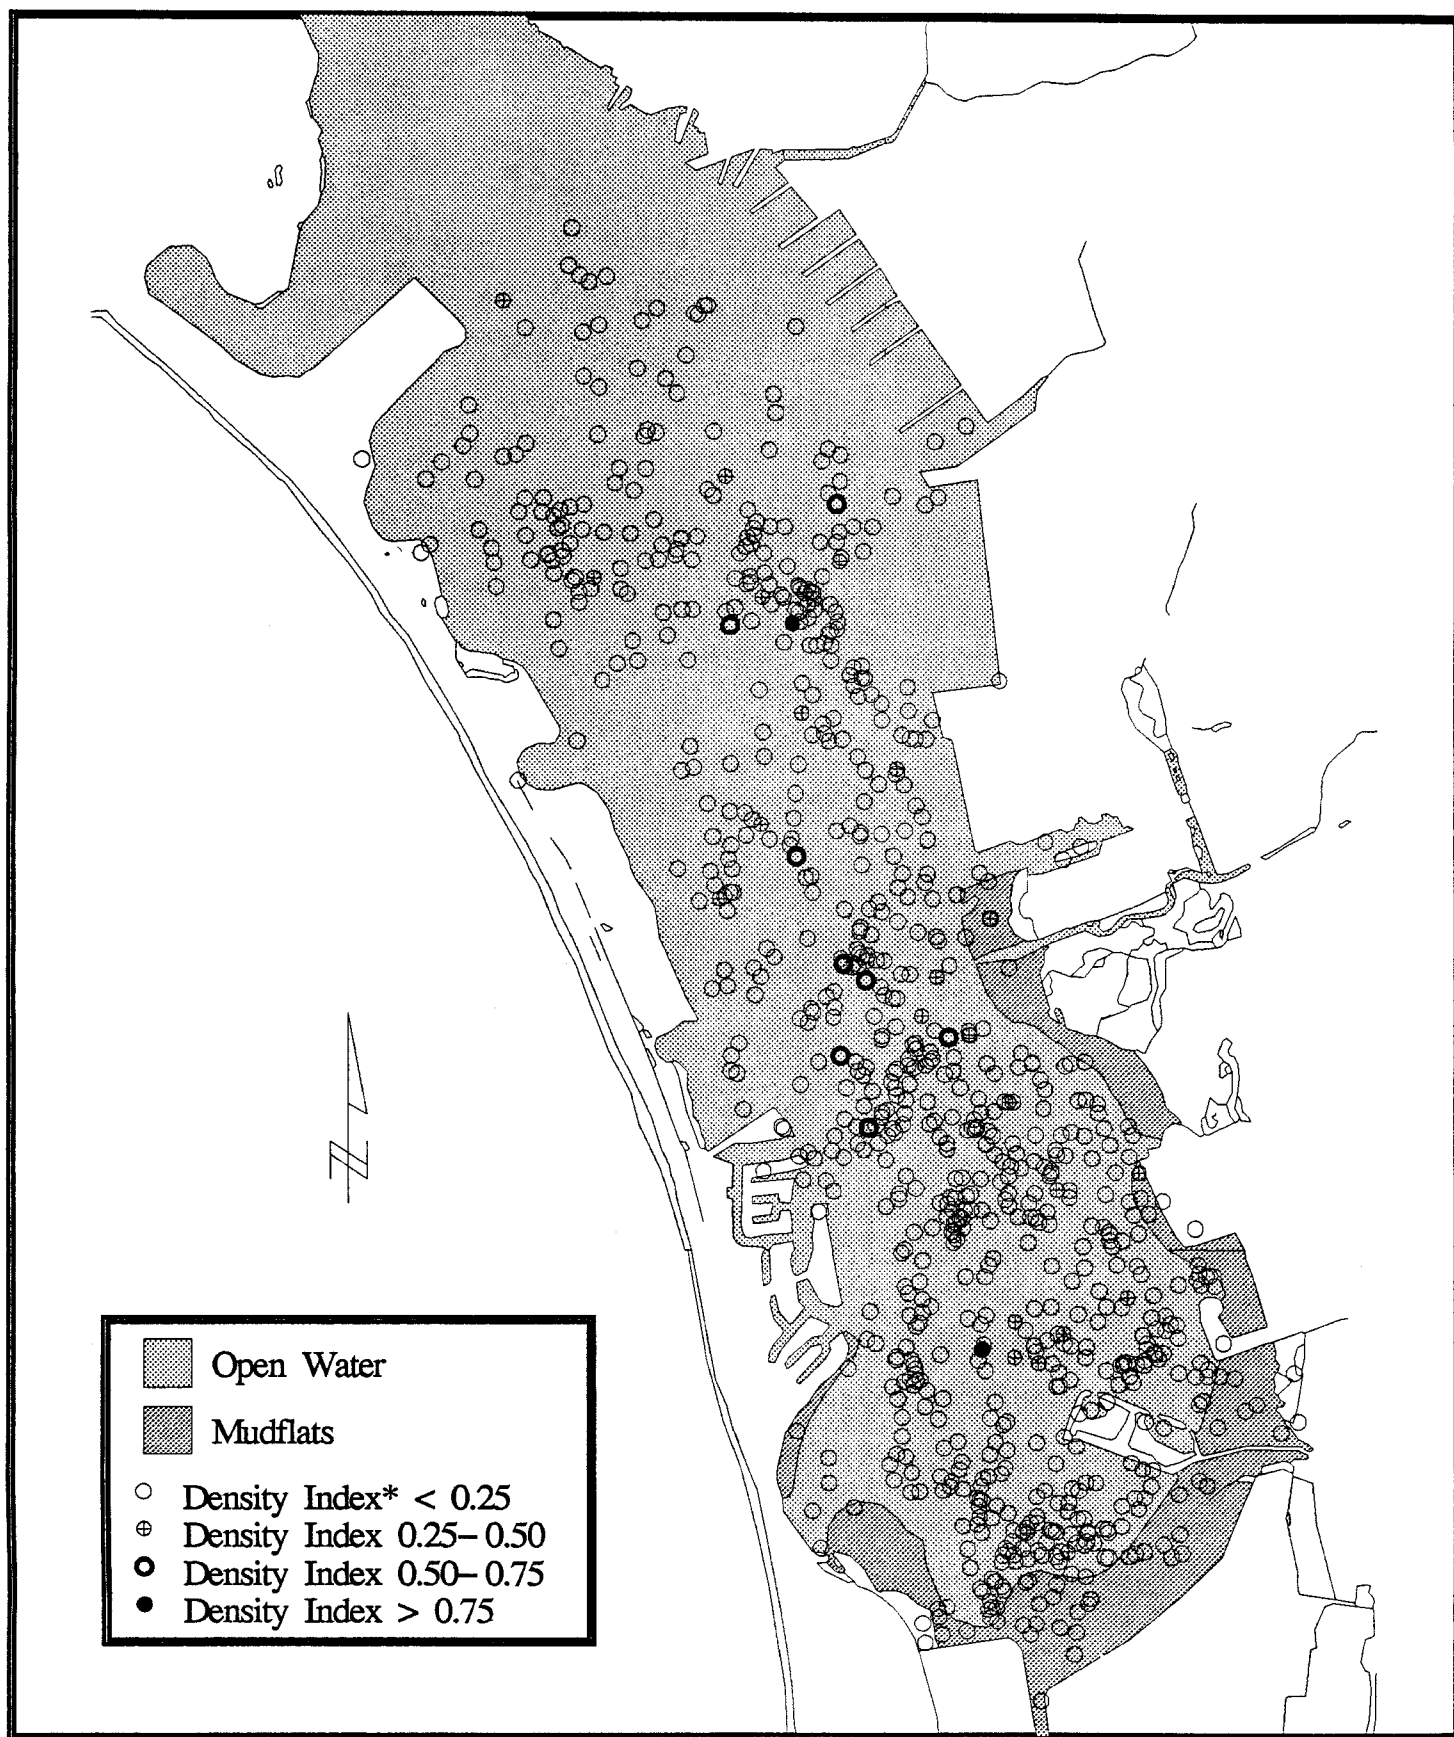 Open Water
Mudflats
Density Index* < 0.25
Density Index 0.25–0.50
Density Index 0.50–0.75
Density Index > 0.75